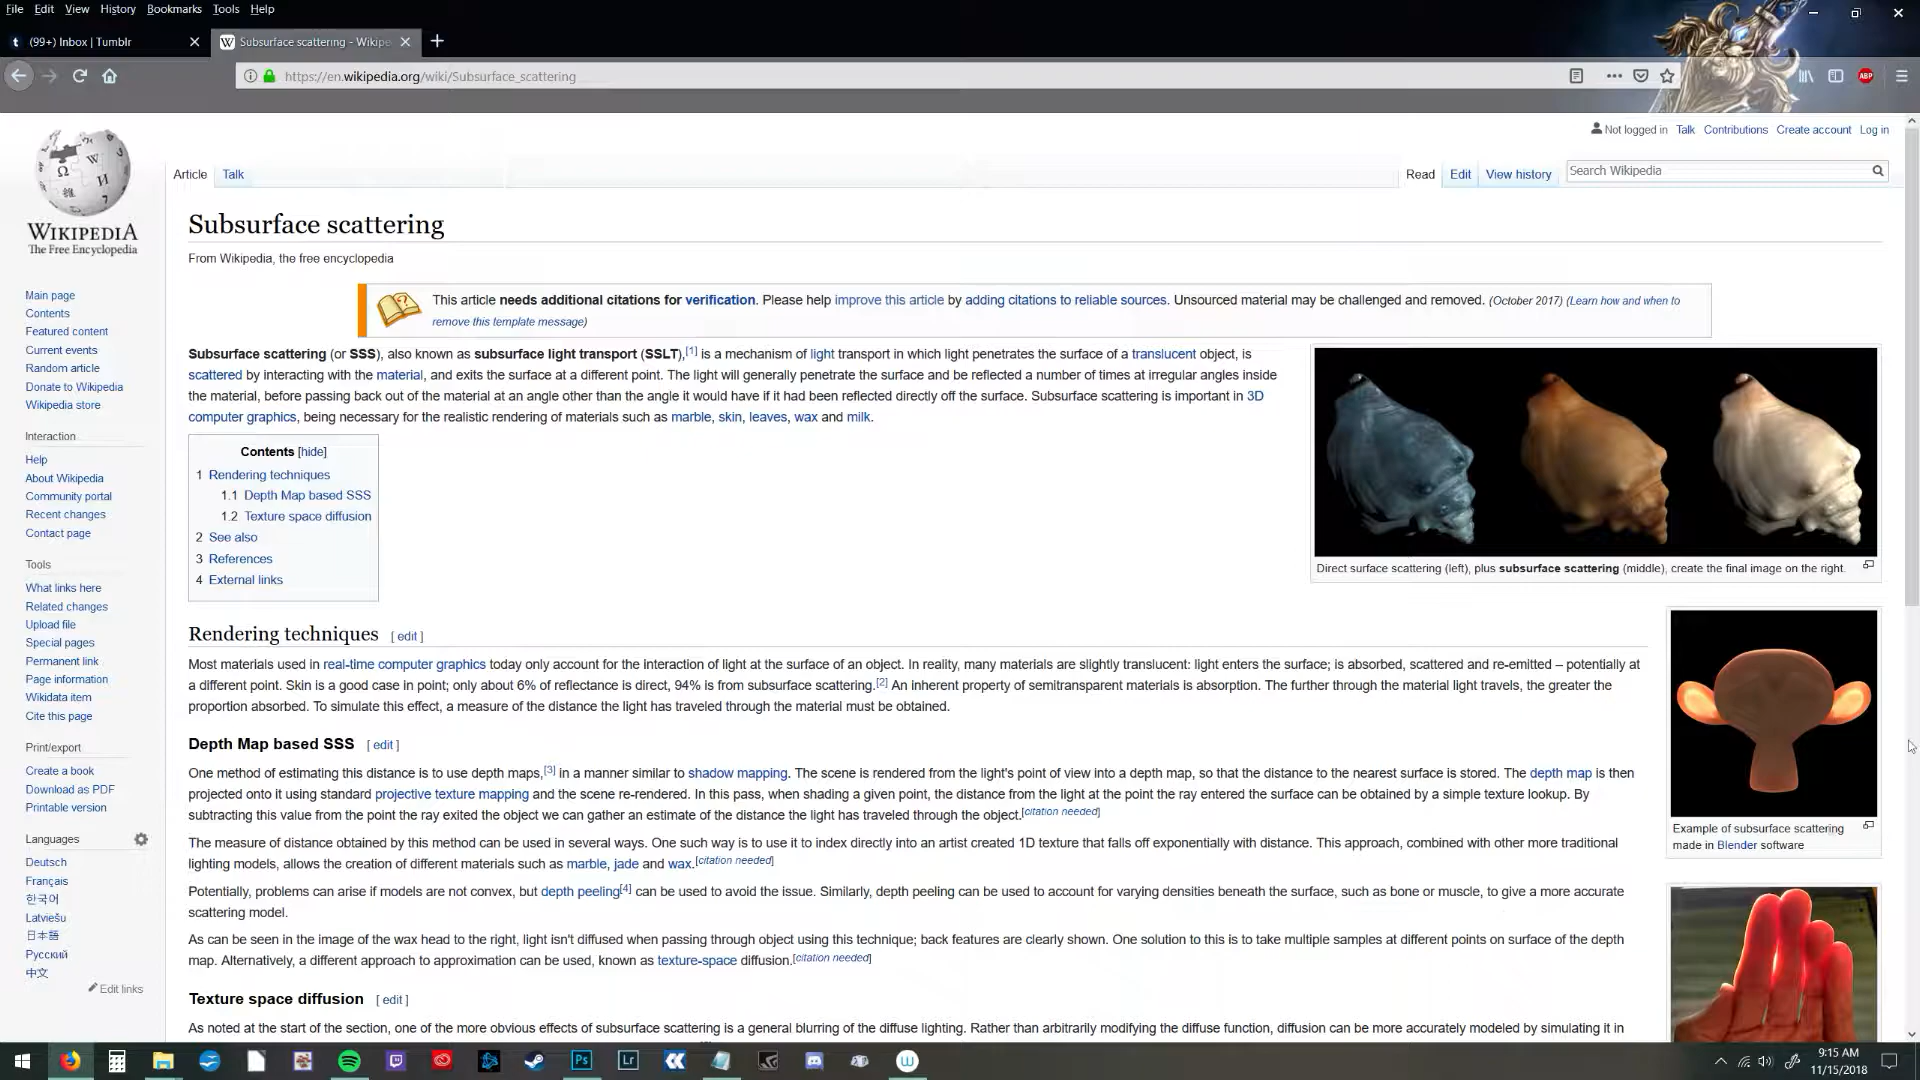 File Edit View History Bookmarks Tools Help
(99+) Inbox | Tumblr
Subsurface scattering - Wikipe
https://en.wikipedia.org/wiki/Subsurface_scattering
ABP
Not logged in Talk Contributions Create account Log in
Article Talk
Read Edit View history
Search Wikipedia
WIKIPEDIA
The Free Encyclopedia
Main page
Contents
Featured content
Current events
Random article
Donate to Wikipedia
Wikipedia store
Interaction
Help
About Wikipedia
Community portal
Recent changes
Contact page
Tools
What links here
Related changes
Upload file
Special pages
Permanent link
Page information
Wikidata item
Cite this page
Print/export
Create a book
Download as PDF
Printable version
Languages
Deutsch
Français
한국어
Latviešu
日本語
Русский
中文
Edit links
Subsurface scattering
From Wikipedia, the free encyclopedia
This article needs additional citations for verification. Please help improve this article by adding citations to reliable sources. Unsourced material may be challenged and removed. (October 2017) (Learn how and when to
remove this template message)
Subsurface scattering (or SSS), also known as subsurface light transport (SSLT),[1] is a mechanism of light transport in which light penetrates the surface of a translucent object, is
scattered by interacting with the material, and exits the surface at a different point. The light will generally penetrate the surface and be reflected a number of times at irregular angles inside
the material, before passing back out of the material at an angle other than the angle it would have if it had been reflected directly off the surface. Subsurface scattering is important in 3D
computer graphics, being necessary for the realistic rendering of materials such as marble, skin, leaves, wax and milk.
Contents [hide]
1 Rendering techniques
1.1 Depth Map based SSS
1.2 Texture space diffusion
2 See also
3 References
4 External links
Direct surface scattering (left), plus subsurface scattering (middle), create the final image on the right.
Rendering techniques [ edit ]
Most materials used in real-time computer graphics today only account for the interaction of light at the surface of an object. In reality, many materials are slightly translucent: light enters the surface; is absorbed, scattered and re-emitted – potentially at
a different point. Skin is a good case in point; only about 6% of reflectance is direct, 94% is from subsurface scattering.[2] An inherent property of semitransparent materials is absorption. The further through the material light travels, the greater the
proportion absorbed. To simulate this effect, a measure of the distance the light has traveled through the material must be obtained.
Depth Map based SSS [ edit ]
One method of estimating this distance is to use depth maps,[3] in a manner similar to shadow mapping. The scene is rendered from the light's point of view into a depth map, so that the distance to the nearest surface is stored. The depth map is then
projected onto it using standard projective texture mapping and the scene re-rendered. In this pass, when shading a given point, the distance from the light at the point the ray entered the surface can be obtained by a simple texture lookup. By
subtracting this value from the point the ray exited the object we can gather an estimate of the distance the light has traveled through the object.[citation needed]
The measure of distance obtained by this method can be used in several ways. One such way is to use it to index directly into an artist created 1D texture that falls off exponentially with distance. This approach, combined with other more traditional
lighting models, allows the creation of different materials such as marble, jade and wax.[citation needed]
Potentially, problems can arise if models are not convex, but depth peeling[4] can be used to avoid the issue. Similarly, depth peeling can be used to account for varying densities beneath the surface, such as bone or muscle, to give a more accurate
scattering model.
As can be seen in the image of the wax head to the right, light isn't diffused when passing through object using this technique; back features are clearly shown. One solution to this is to take multiple samples at different points on surface of the depth
map. Alternatively, a different approach to approximation can be used, known as texture-space diffusion.[citation needed]
Texture space diffusion [ edit ]
As noted at the start of the section, one of the more obvious effects of subsurface scattering is a general blurring of the diffuse lighting. Rather than arbitrarily modifying the diffuse function, diffusion can be more accurately modeled by simulating it in
Example of subsurface scattering
made in Blender software
Ps
Lr
9:15 AM
11/15/2018